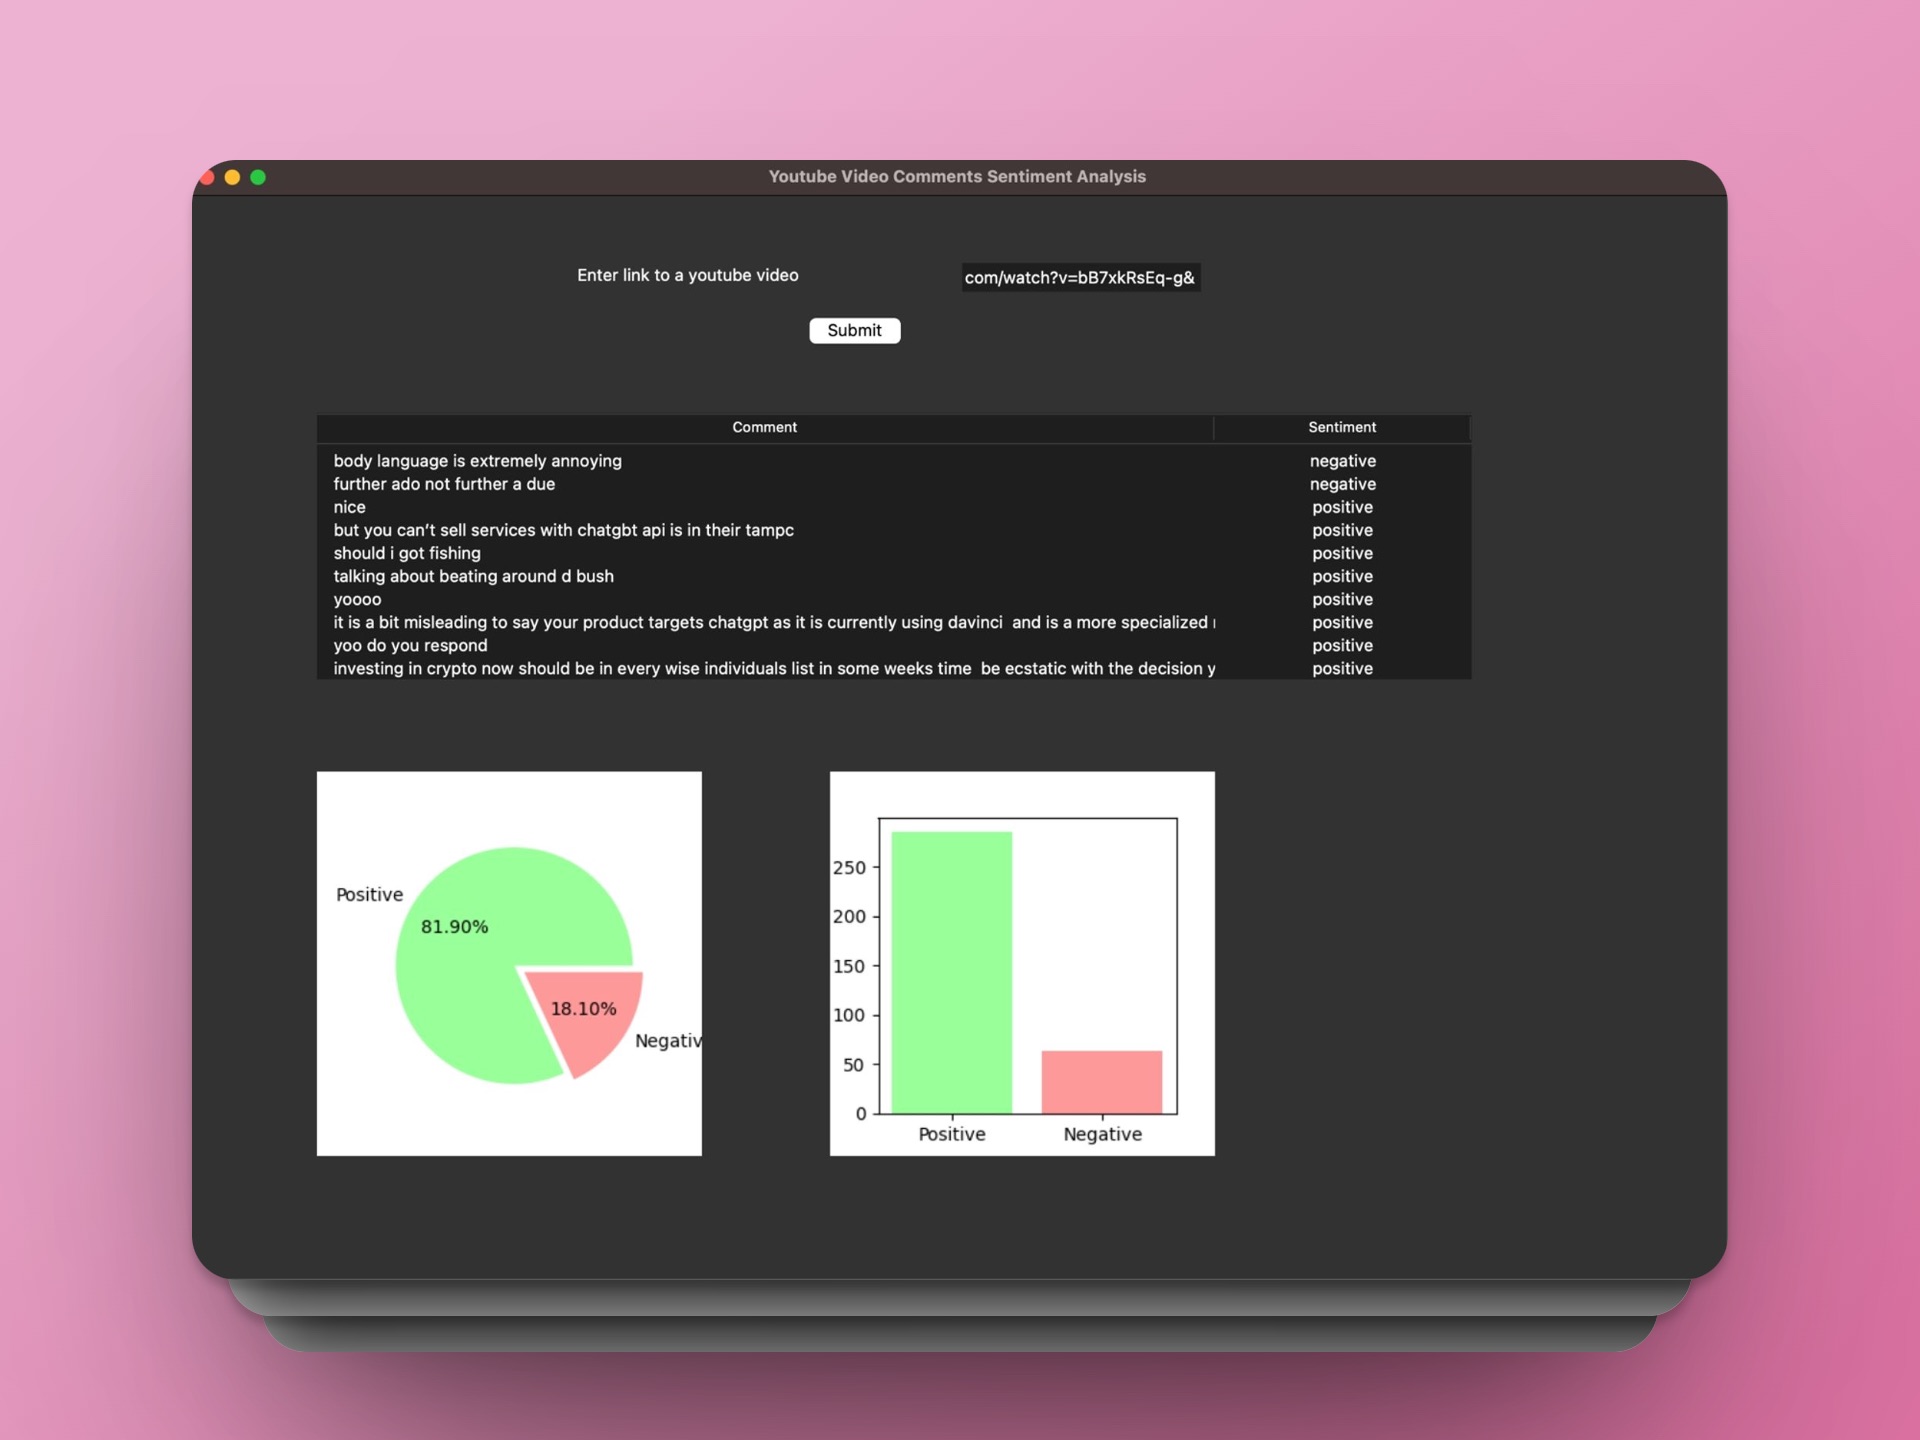 Youtube Video Comments Sentiment Analysis
Enter link to a youtube video
com/watch?v=bB7xkRsEq-g&
Submit
Comment Sentiment
body language is extremely annoying negative
further ado not further a due negative
nice positive
but you can’t sell services with chatgbt api is in their tampc positive
should i got fishing positive
talking about beating around d bush positive
yoooo positive
it is a bit misleading to say your product targets chatgpt as it is currently using davinci and is a more specialized positive
yoo do you respond positive
investing in crypto now should be in every wise individuals list in some weeks time be ecstatic with the decision y positive
Positive
81.90%
18.10%
Negativ
250
200
150
100
50
0
Positive Negative